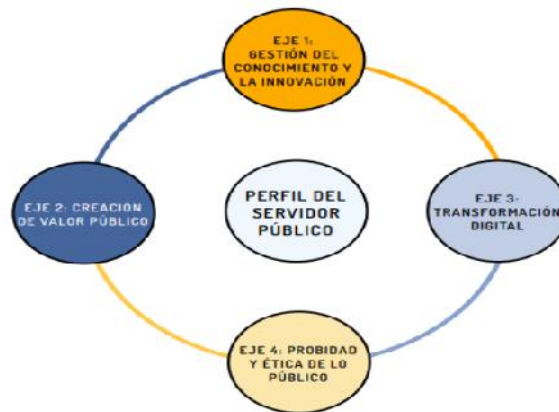 EJE 1:
GESTIÓN DEL
CONOCIMIENTO Y
LA INNOVACIÓN
EJE 2: CREACION
DE VALOR PÚBLICO
PERFIL DEL
SERVIDOR
PÚBLICO
EJE 3:
TRANSFORMACIÓN
DIGITAL
EJE 4: PROBIDAD
Y ÉTICA DE LO
PÚBLICO